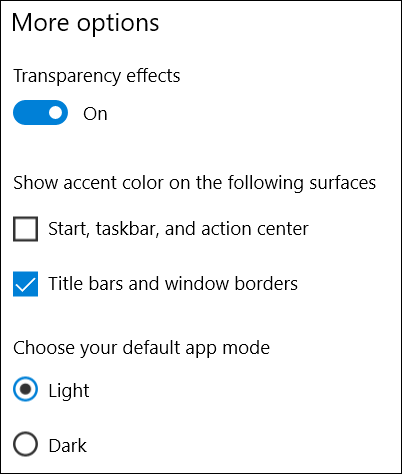 More options
Transparency effects
On
Show accent color on the following surfaces
Start, taskbar, and action center
Title bars and window borders
Choose your default app mode
Light
Dark